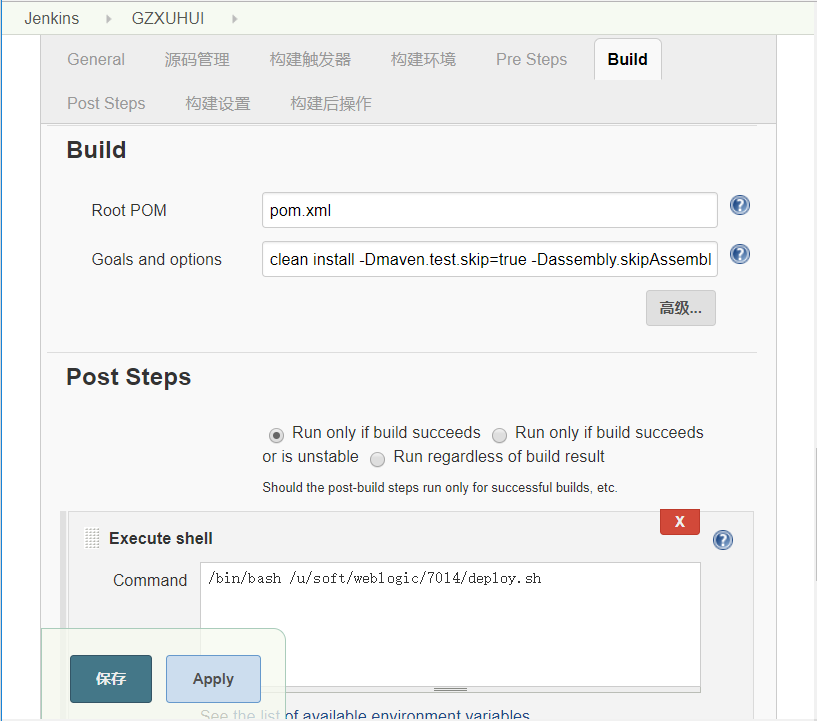 Jenkins GZXUHUI
General 源码管理 构建触发器 构建环境 Pre Steps Build
Post Steps 构建设置 构建后操作
Build
Root POM pom.xml
Goals and options clean install -Dmaven.test.skip=true -Dassembly.skipAssembl
高级...
Post Steps
Run only if build succeeds Run only if build succeeds
or is unstable Run regardless of build result
Should the post-build steps run only for successful builds, etc.
X
Execute shell
Command /bin/bash /u/soft/weblogic/7014/deploy.sh
保存 Apply
See the list of available environment variables